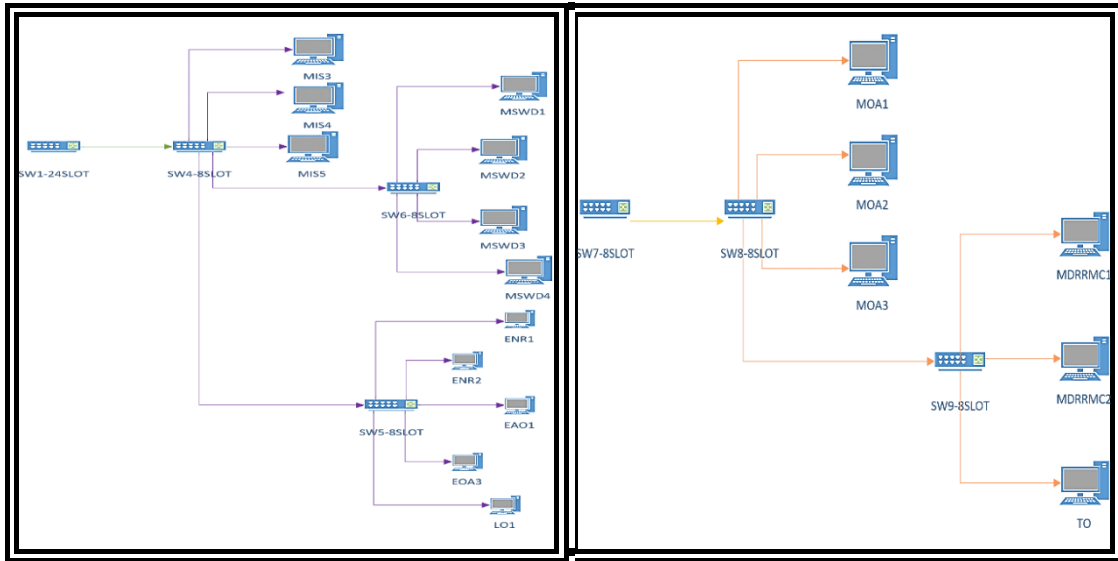 MIS3
MIS4
MIS5
SW1-24SLOT
SW4-8SLOT
MSWD1
MSWD2
SW6-8SLOT
MSWD3
MSWD4
ENR1
ENR2
EAO1
SW5-8SLOT
EOA3
LO1
MOA1
MOA2
SW7-8SLOT
SW8-8SLOT
MOA3
MDRRMC1
MDRRMC2
SW9-8SLOT
TO